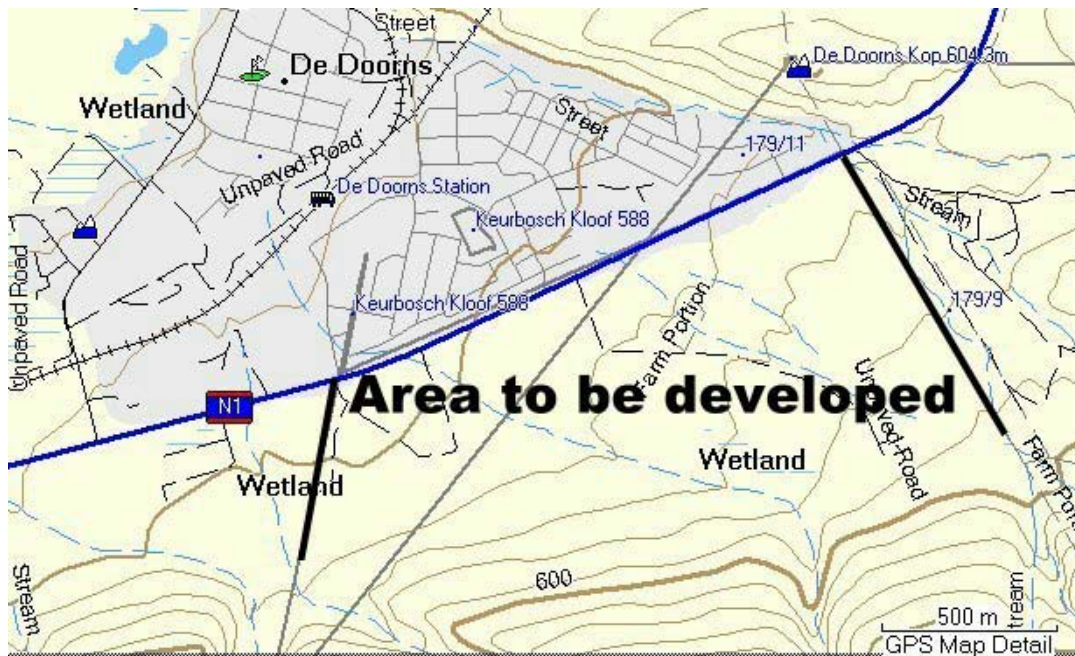 Street
De Doorns Kop 604.3m
De Doorns
Wetland
Street
179/11
Unpaved Road
De Doorns Station
Stream
Keurbosch Kloof 588
Unpaved Road
Keurbosch Kloof 588
179/9
Farm Portion
N1
Area to be developed
Unpaved Road
Wetland
Wetland
Farm Port
600
Stream
tream
500 m
GPS Map Detail